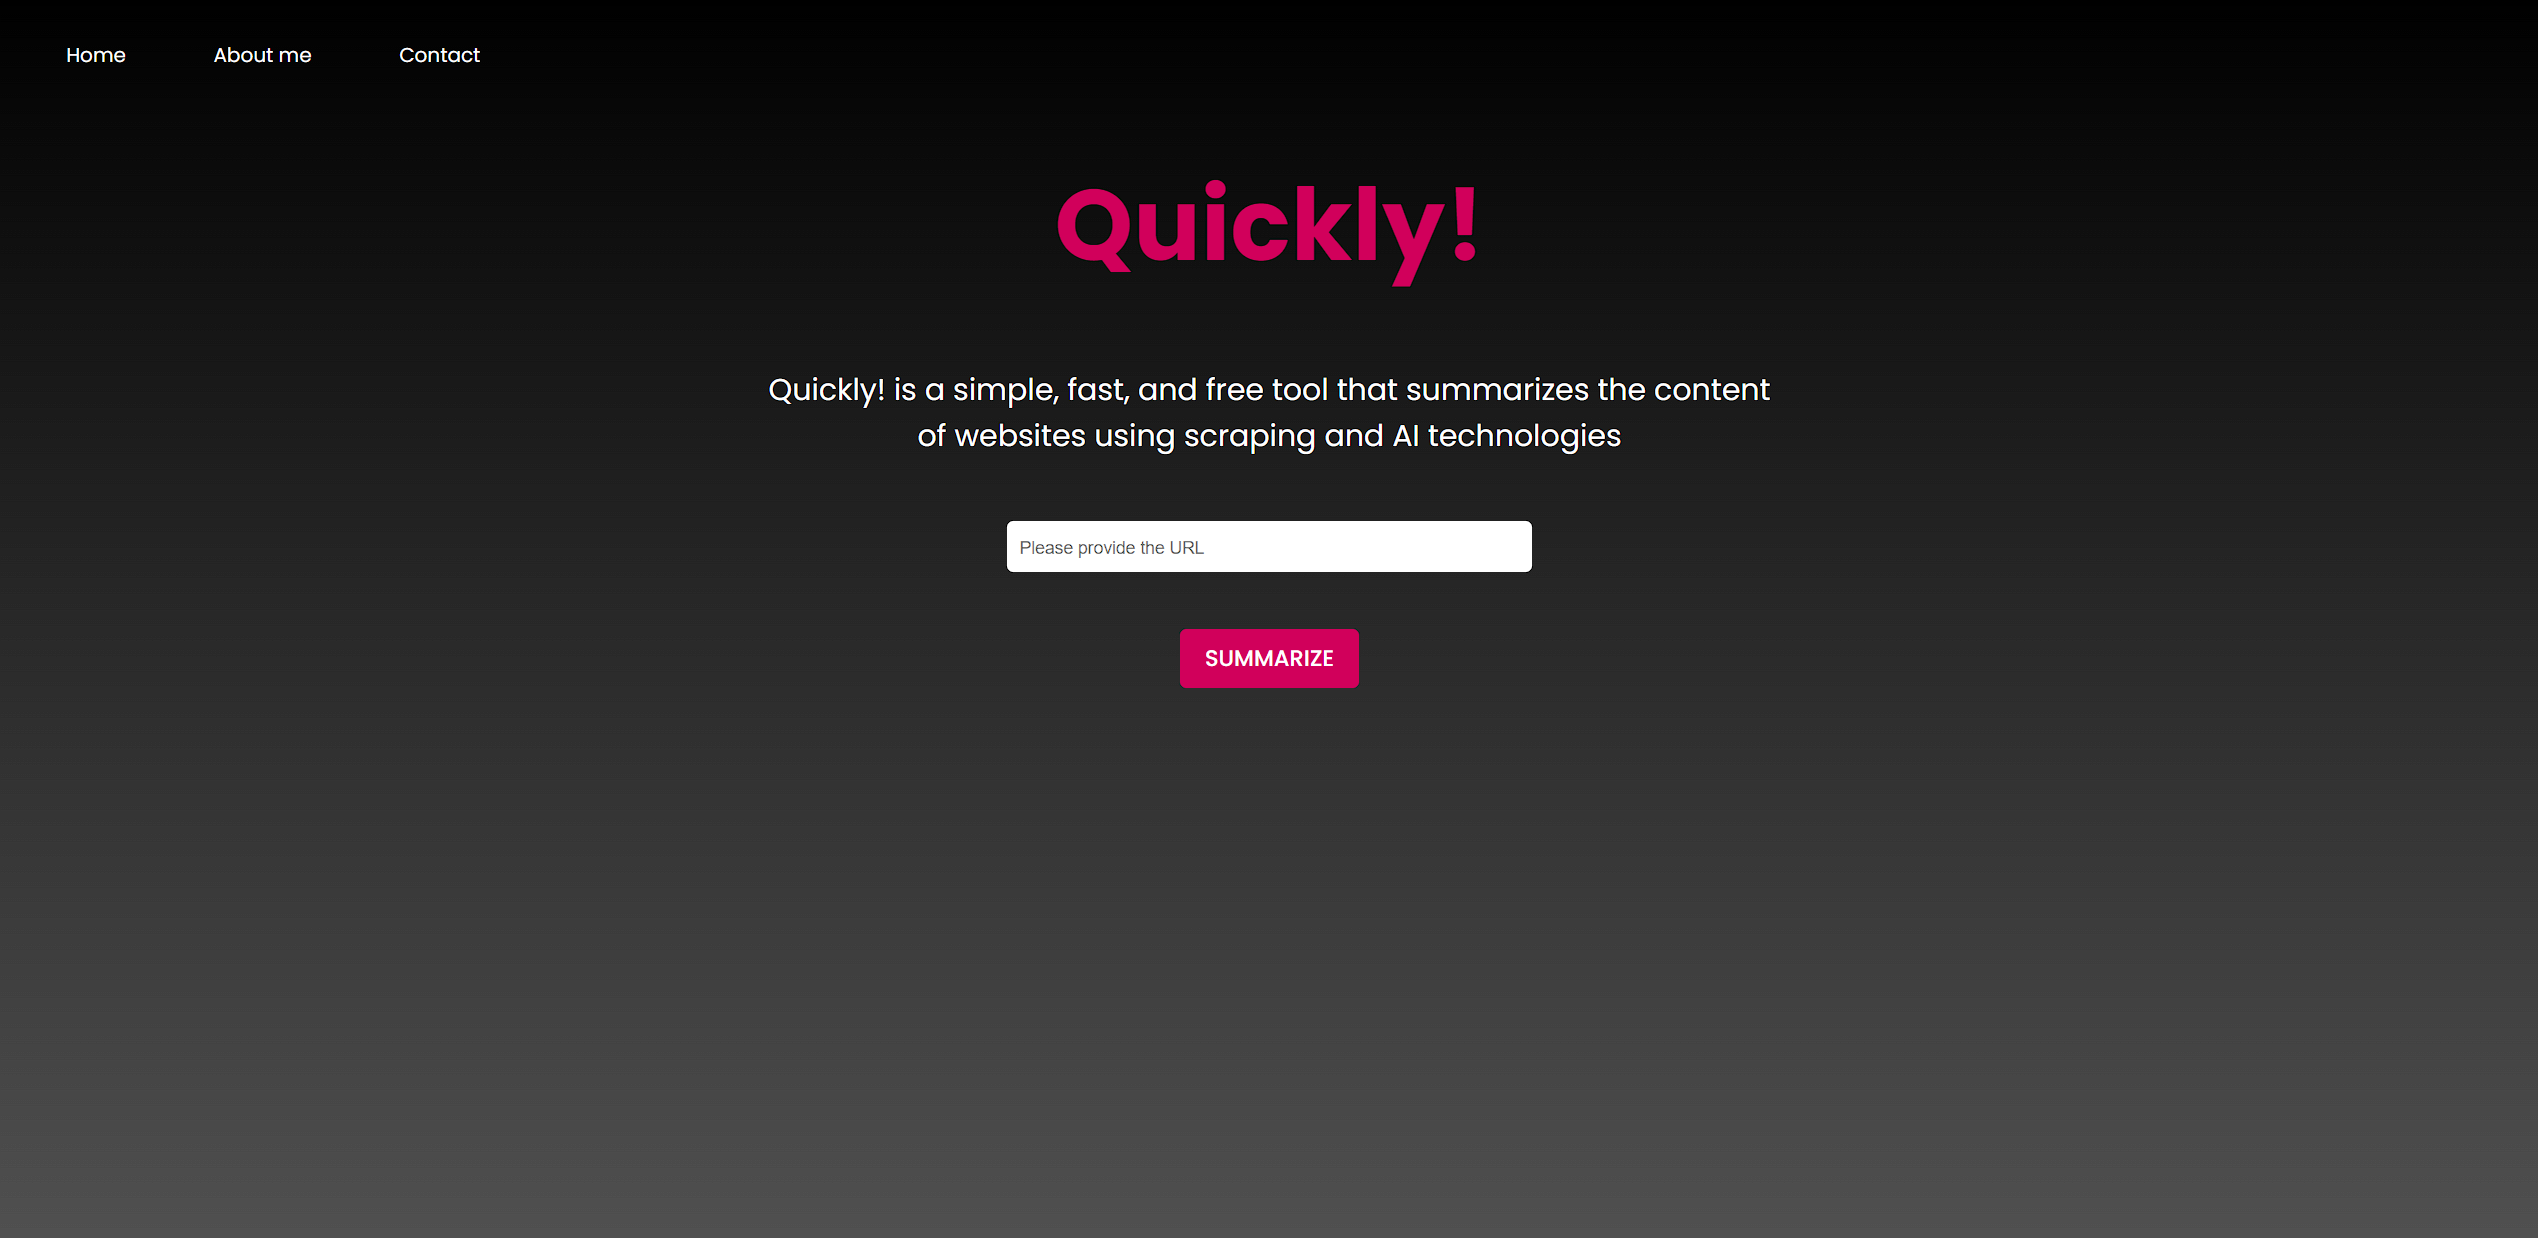 Home
About me
Contact
Quickly!
Quickly! is a simple, fast, and free tool that summarizes the content
of websites using scraping and AI technologies
Please provide the URL
SUMMARIZE